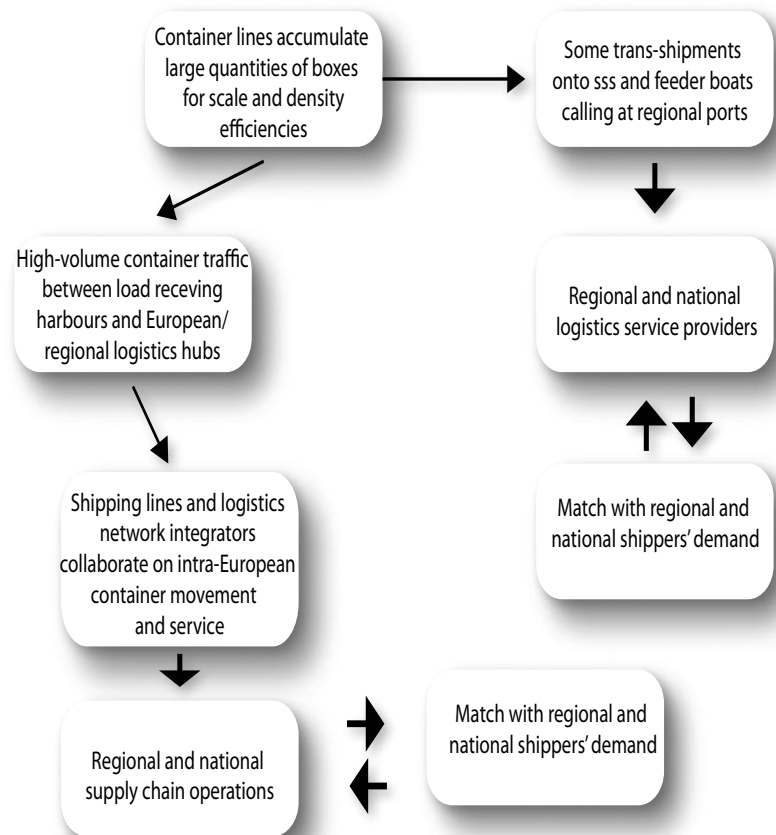 Container lines accumulate
large quantities of boxes
for scale and density
efficiencies
Some trans-shipments
onto sss and feeder boats
calling at regional ports
High-volume container traffic
between load receving
harbours and European/
regional logistics hubs
Regional and national
logistics service providers
Shipping lines and logistics
network integrators
collaborate on intra-European
container movement
and service
Match with regional and
national shippers’ demand
Regional and national
supply chain operations
Match with regional and
national shippers’ demand